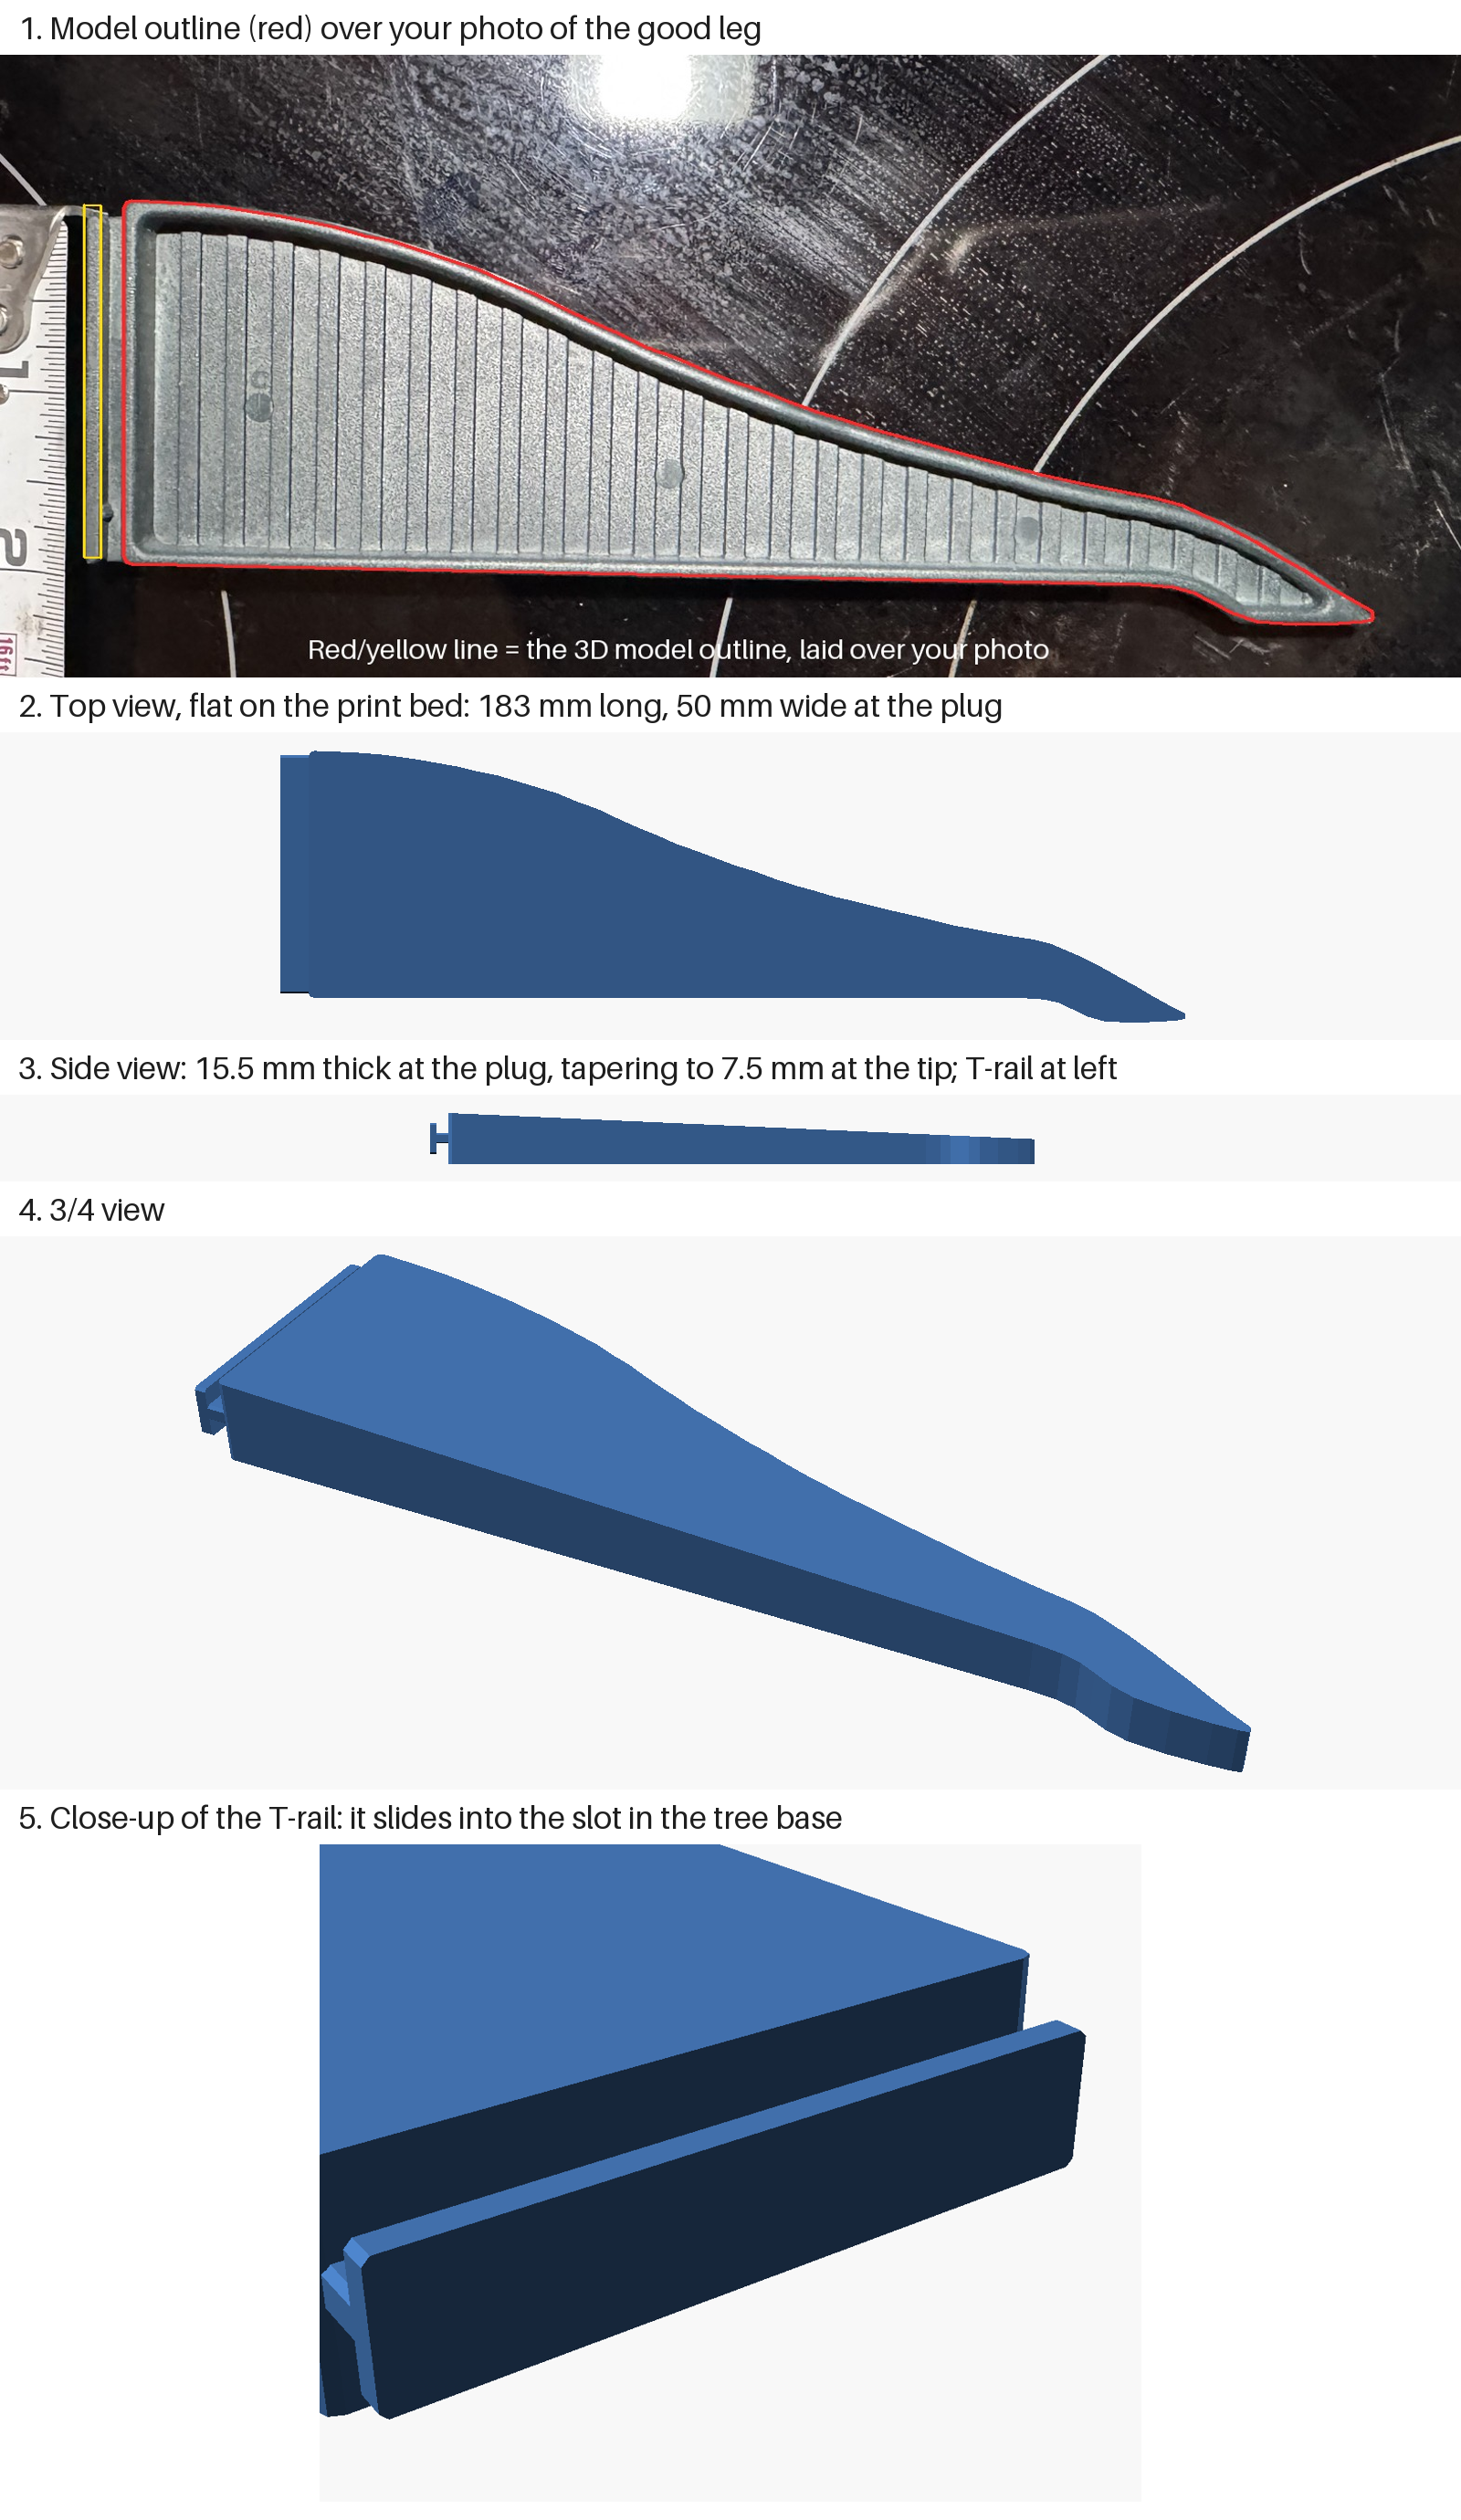 1. Model outline (red) over your photo of the good leg
1
2
16ft
Red/yellow line = the 3D model outline, laid over your photo
2. Top view, flat on the print bed: 183 mm long, 50 mm wide at the plug
3. Side view: 15.5 mm thick at the plug, tapering to 7.5 mm at the tip; T-rail at left
4. 3/4 view
5. Close-up of the T-rail: it slides into the slot in the tree base